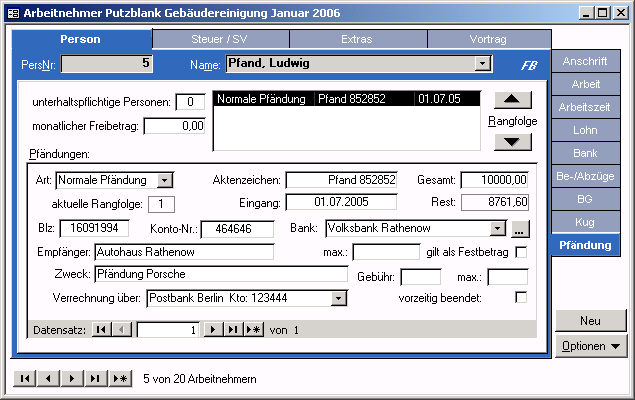 Arbeitnehmer Putzblank Gebäudereinigung Januar 2006
Person Steuer / SV Extras Vortrag
PersNr: 5 Name: Pfand, Ludwig FB
Anschrift
Arbeit
Arbeitszeit
Lohn
Bank
Be-/Abzüge
BG
Kug
Pfändung
unterhaltspflichtige Personen: 0
monatlicher Freibetrag: 0,00
Normale Pfändung Pfand 852852 01.07.05
Rangfolge
Pfändungen:
Art: Normale Pfändung Aktenzeichen: Pfand 852852 Gesamt: 10000,00
aktuelle Rangfolge: 1 Eingang: 01.07.2005 Rest: 8761,60
Blz: 16091994 Konto-Nr.: 464646 Bank: Volksbank Rathenow ...
Empfänger: Autohaus Rathenow max.: gilt als Festbetrag
Zweck: Pfändung Porsche Gebühr: max.:
Verrechnung über: Postbank Berlin Kto: 123444 vorzeitig beendet:
Datensatz: 1 von 1
Neu
Optionen
5 von 20 Arbeitnehmern